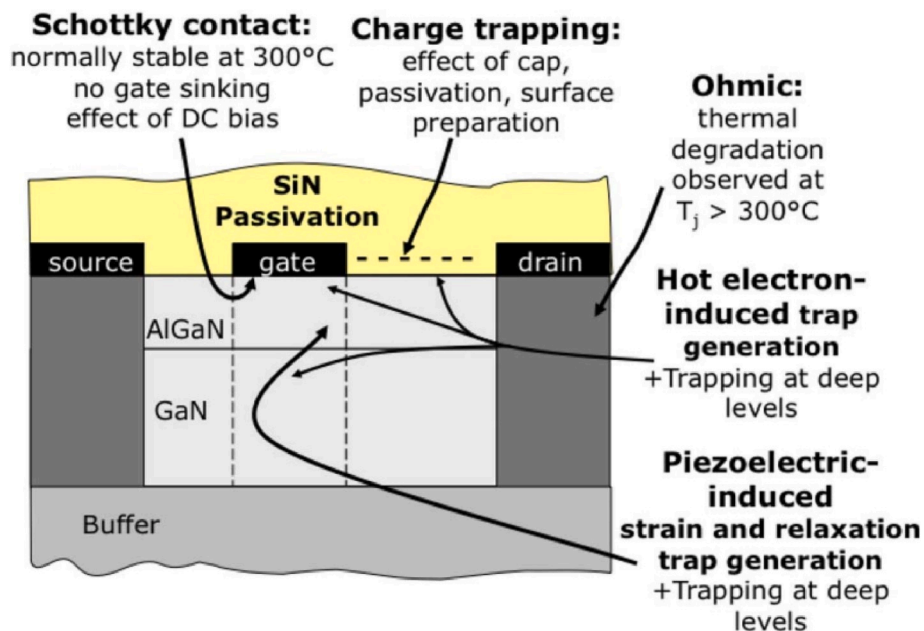 Schottky contact:
normally stable at 300°C
no gate sinking
effect of DC bias
Charge trapping:
effect of cap,
passivation, surface
preparation
Ohmic:
thermal
degradation
observed at
Tj > 300°C
SiN
Passivation
source
gate
drain
AlGaN
GaN
Buffer
Hot electron-
induced trap
generation
+Trapping at deep
levels
Piezoelectric-
induced
strain and relaxation
trap generation
+Trapping at deep
levels